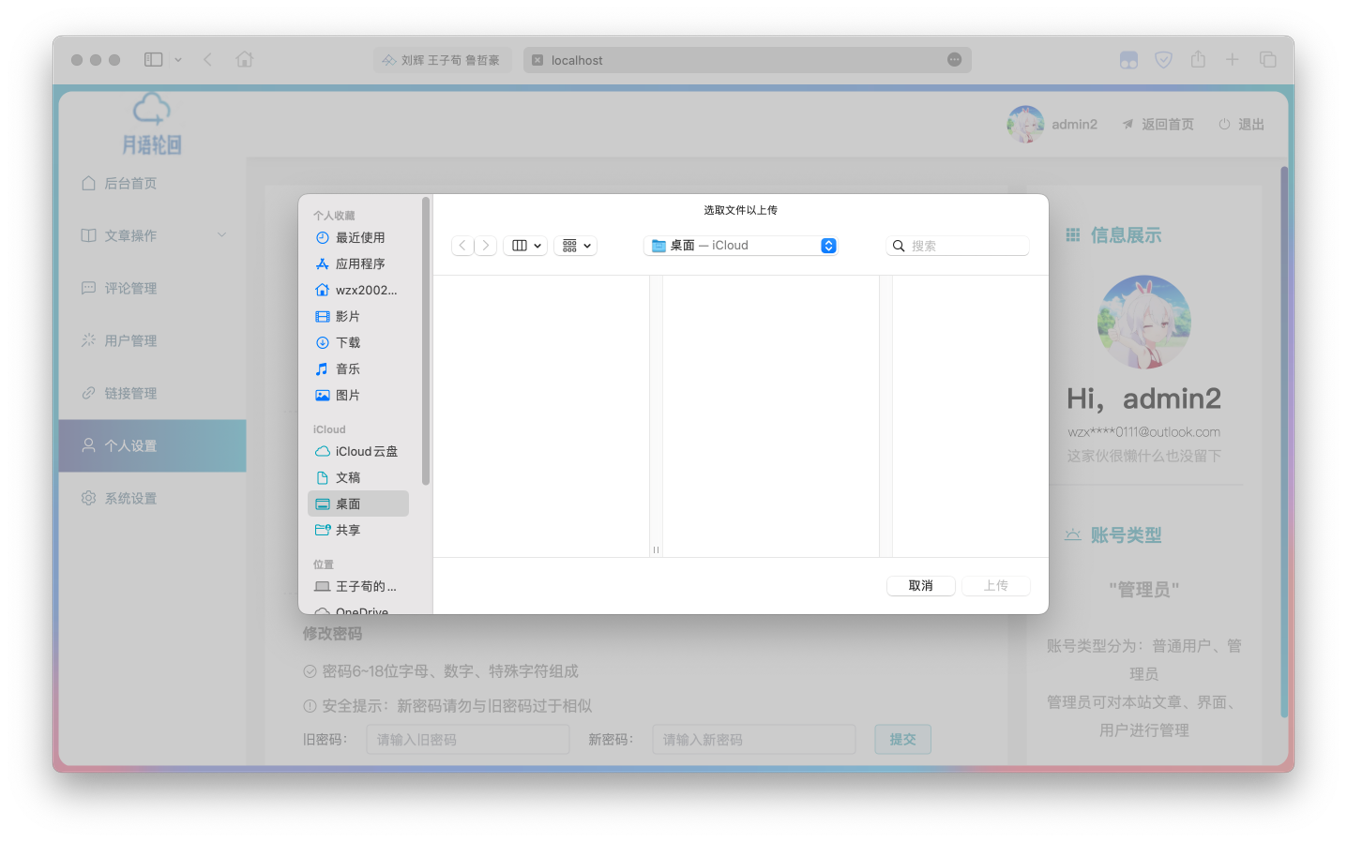 刘辉 王子荀 鲁哲豪
localhost
月语轮回
admin2
返回首页
退出
后台首页
文章操作
评论管理
用户管理
链接管理
个人设置
系统设置
选取文件以上传
个人收藏
最近使用
应用程序
wzx2002...
影片
下载
音乐
图片
iCloud
iCloud云盘
文稿
桌面
共享
位置
王子荀的...
OneDrive
桌面 — iCloud
搜索
取消
上传
修改密码
密码6~18位字母、数字、特殊字符组成
安全提示：新密码请勿与旧密码过于相似
旧密码：
请输入旧密码
新密码：
请输入新密码
提交
信息展示
Hi，admin2
wzx****0111@outlook.com
这家伙很懒什么也没留下
账号类型
"管理员"
账号类型分为：普通用户、管
理员
管理员可对本站文章、界面、
用户进行管理